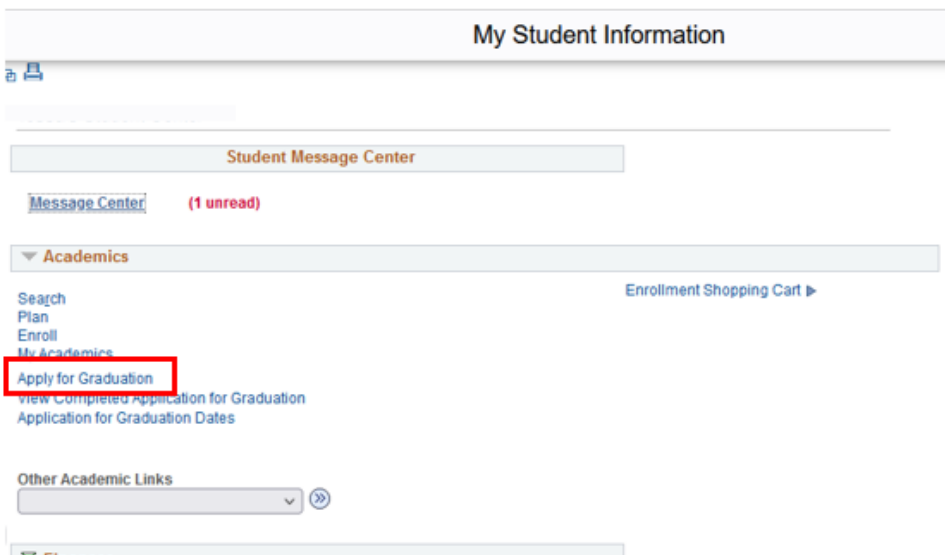 My Student Information
Student Message Center
Message Center (1 unread)
Academics
Search
Enrollment Shopping Cart
Plan
Enroll
My Academics
Apply for Graduation
View Completed Application for Graduation
Application for Graduation Dates
Other Academic Links